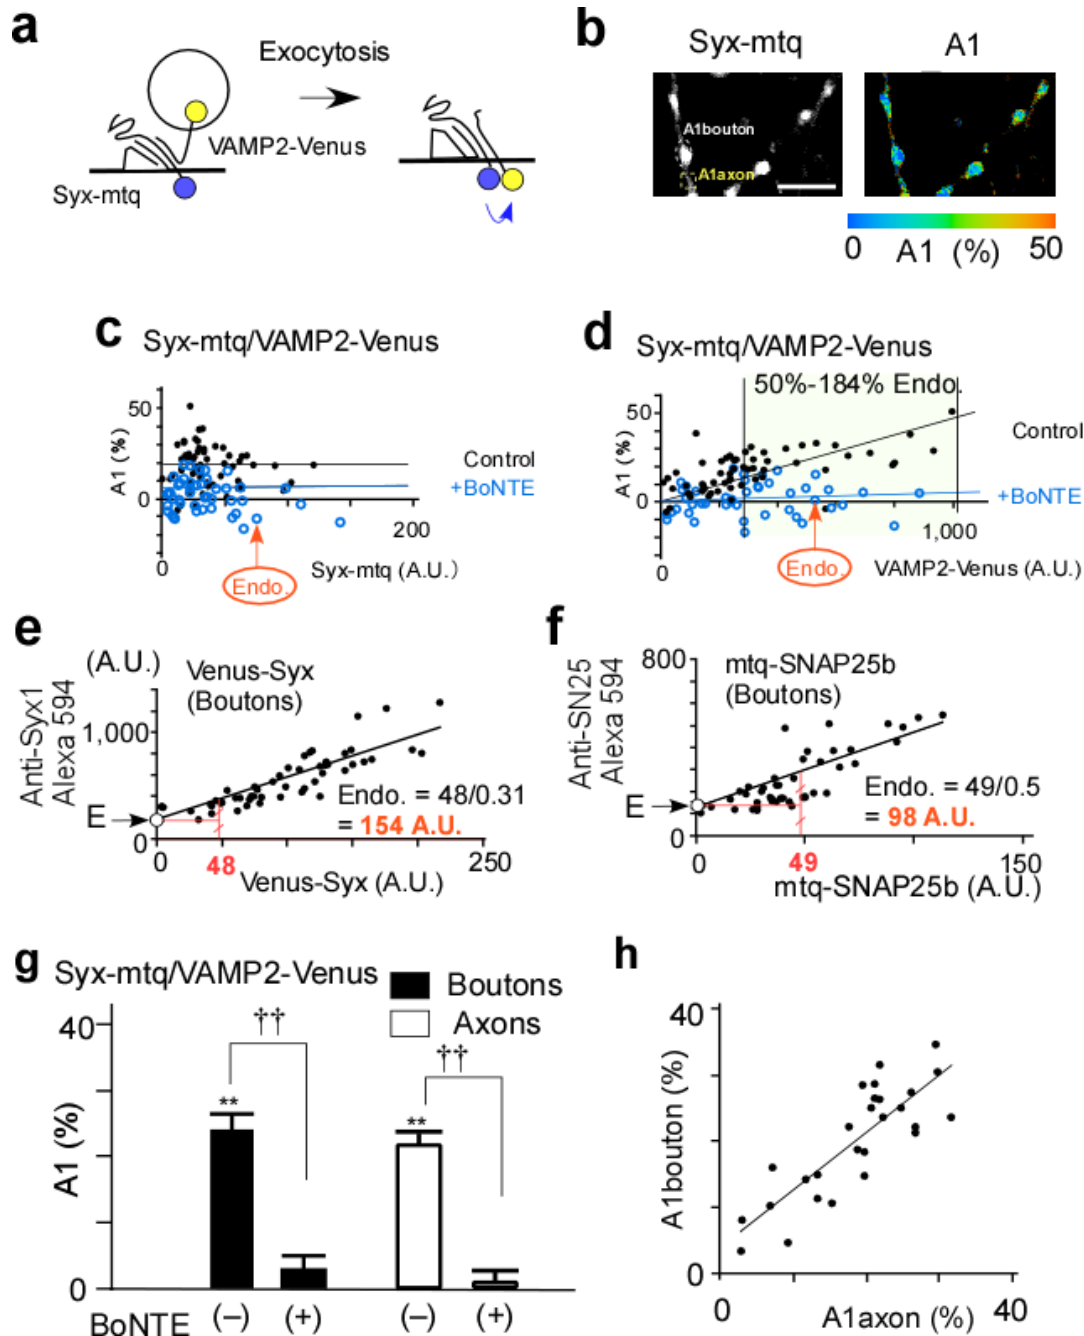 a
Exocytosis
VAMP2-Venus
Syx-mtq
b
Syx-mtq
A1
A1bouton
A1axon
0
50
A1 (%)
c
Syx-mtq/VAMP2-Venus
50
0
A1 (%)
Control
+BoNTE
0
200
Syx-mtq (A.U.)
Endo.
d
Syx-mtq/VAMP2-Venus
50%-184% Endo.
50
0
A1 (%)
Control
+BoNTE
0
1,000
VAMP2-Venus (A.U.)
Endo.
e
(A.U.)
Anti-Syx1
Alexa 594
Venus-Syx
(Boutons)
1,000
Endo. = 48/0.31
= 154 A.U.
E
0
0
48
250
Venus-Syx (A.U.)
f
800
Anti-SN25
Alexa 594
mtq-SNAP25b
(Boutons)
Endo. = 49/0.5
= 98 A.U.
E
0
0
49
150
mtq-SNAP25b (A.U.)
g
Syx-mtq/VAMP2-Venus
Boutons
Axons
40
††
††
**
**
A1 (%)
0
BoNTE
(–)
(+)
(–)
(+)
h
40
A1bouton (%)
0
0
40
A1axon (%)